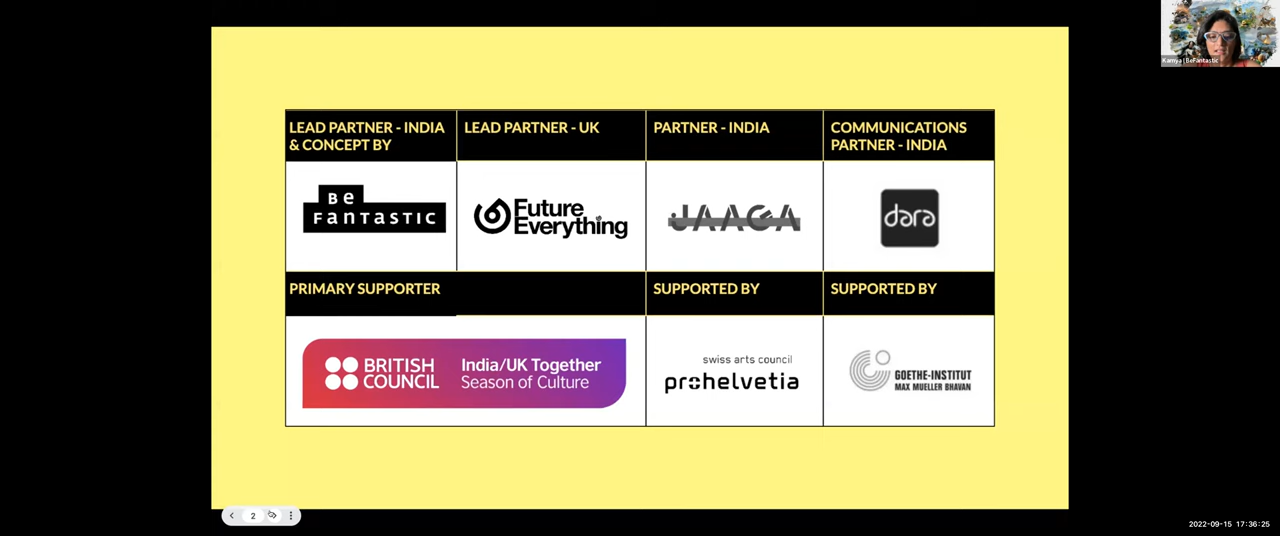 Kamya | BeFantastic
LEAD PARTNER - INDIA
& CONCEPT BY
LEAD PARTNER - UK
PARTNER - INDIA
COMMUNICATIONS
PARTNER - INDIA
Be
FanTASTIC
Future
Everything
JAAGA
dara
PRIMARY SUPPORTER
SUPPORTED BY
SUPPORTED BY
BRITISH
COUNCIL
India/UK Together
Season of Culture
swiss arts council
prohelvetia
GOETHE-INSTITUT
MAX MUELLER BHAVAN
2
2022-09-15 17:36:25